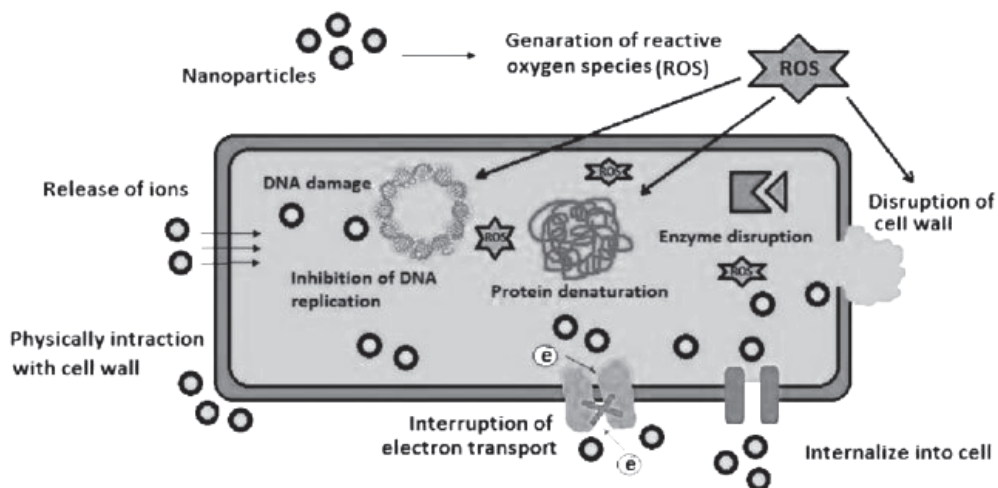 Nanoparticles
Genaration of reactive
oxygen species (ROS)
ROS
Release of ions
DNA damage
ROS
ROS
Disruption of
cell wall
Enzyme disruption
ROS
Inhibition of DNA
replication
Protein denaturation
Physically intraction
with cell wall
e
Interruption of
electron transport
e
Internalize into cell